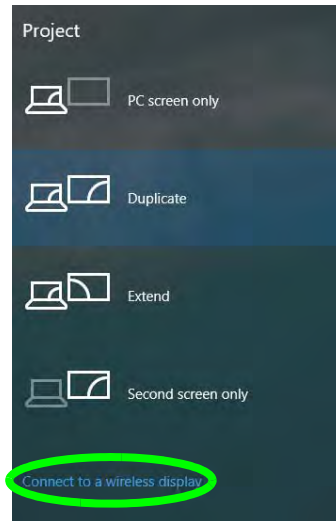 Project
PC screen only
Duplicate
Extend
Second screen only
Connect to a wireless display